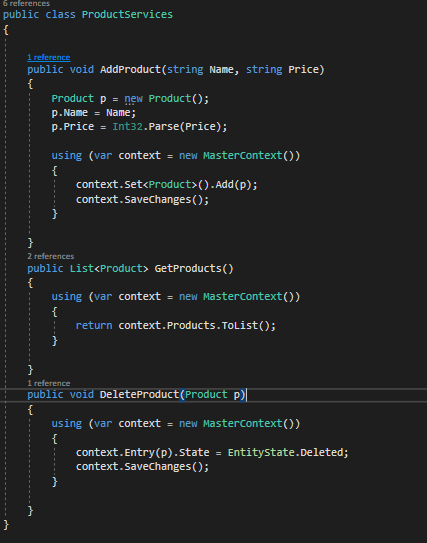 6 references
public class ProductServices
{
1 reference
public void AddProduct(string Name, string Price)
{
Product p = new Product();
p.Name = Name;
p.Price = Int32.Parse(Price);
using (var context = new MasterContext())
{
context.Set<Product>().Add(p);
context.SaveChanges();
}
}
2 references
public List<Product> GetProducts()
{
using (var context = new MasterContext())
{
return context.Products.ToList();
}
}
1 reference
public void DeleteProduct(Product p)
{
using (var context = new MasterContext())
{
context.Entry(p).State = EntityState.Deleted;
context.SaveChanges();
}
}
}